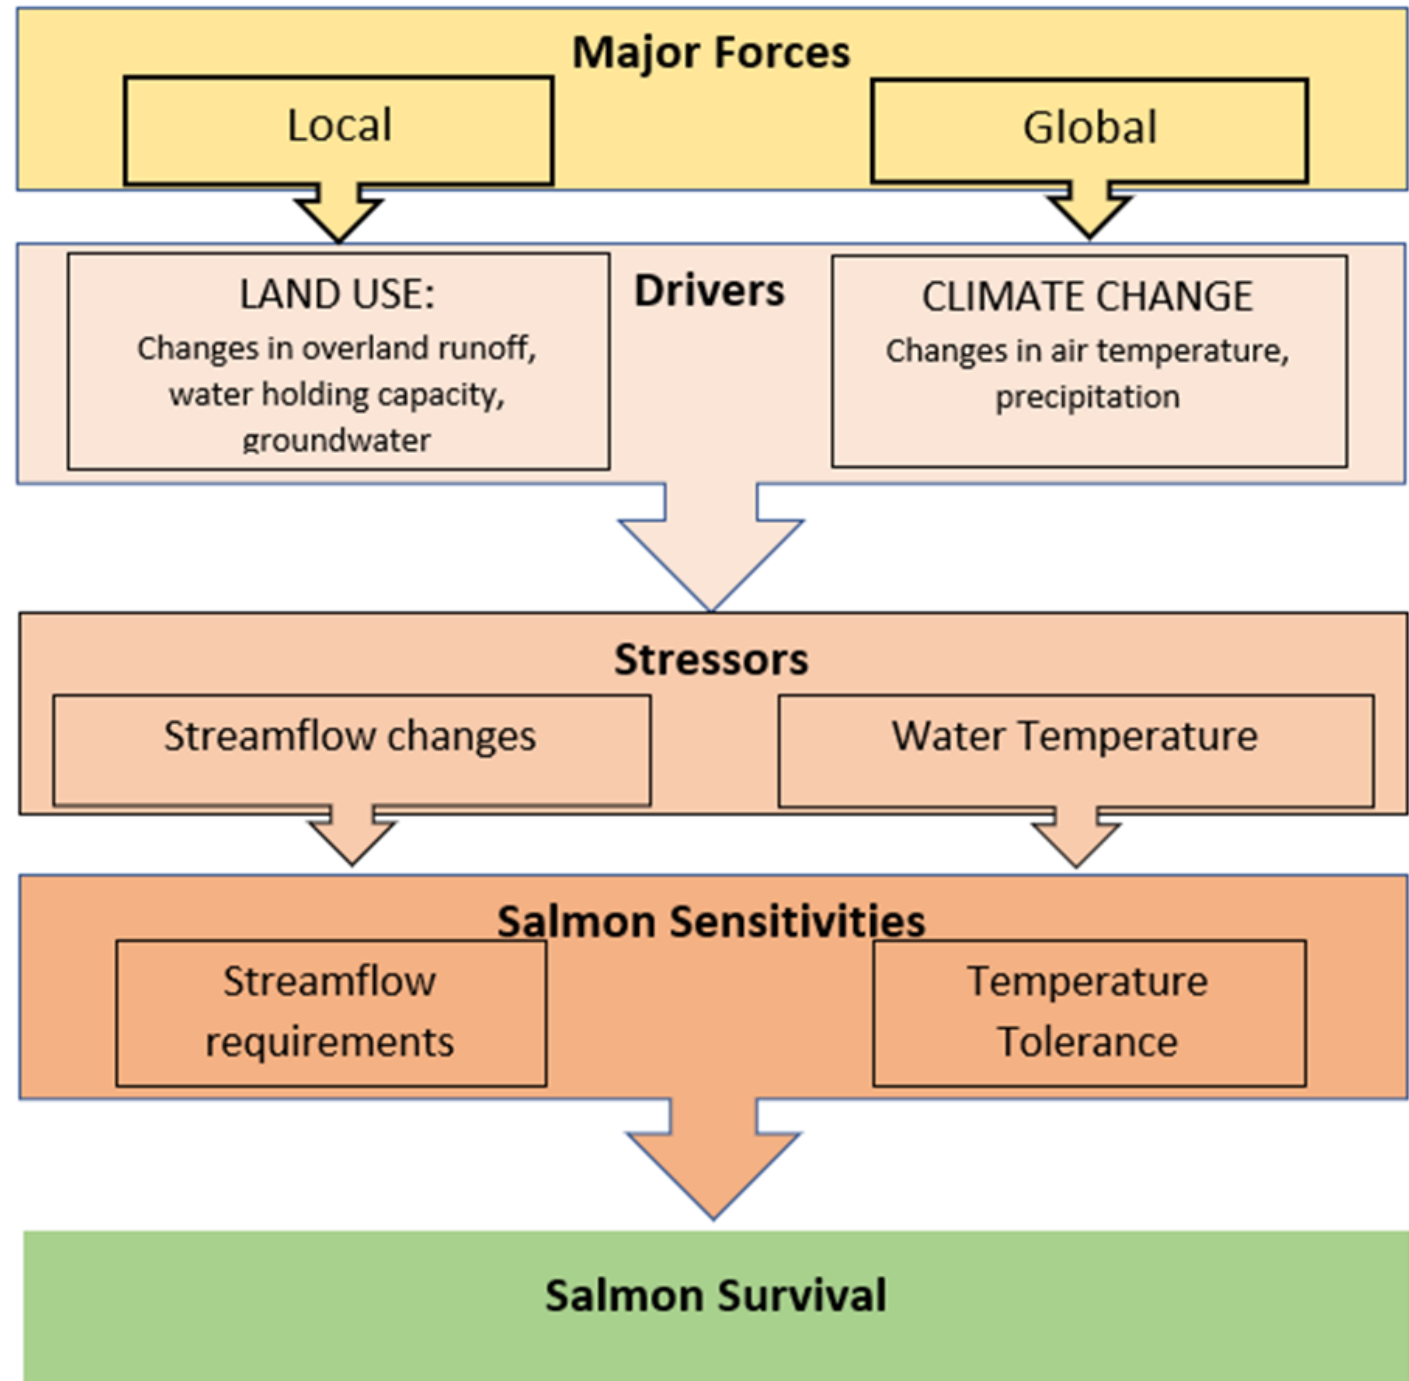 Major Forces
Local
Global
LAND USE:
Changes in overland runoff,
water holding capacity,
groundwater
Drivers
CLIMATE CHANGE
Changes in air temperature,
precipitation
Stressors
Streamflow changes
Water Temperature
Salmon Sensitivities
Streamflow
requirements
Temperature
Tolerance
Salmon Survival